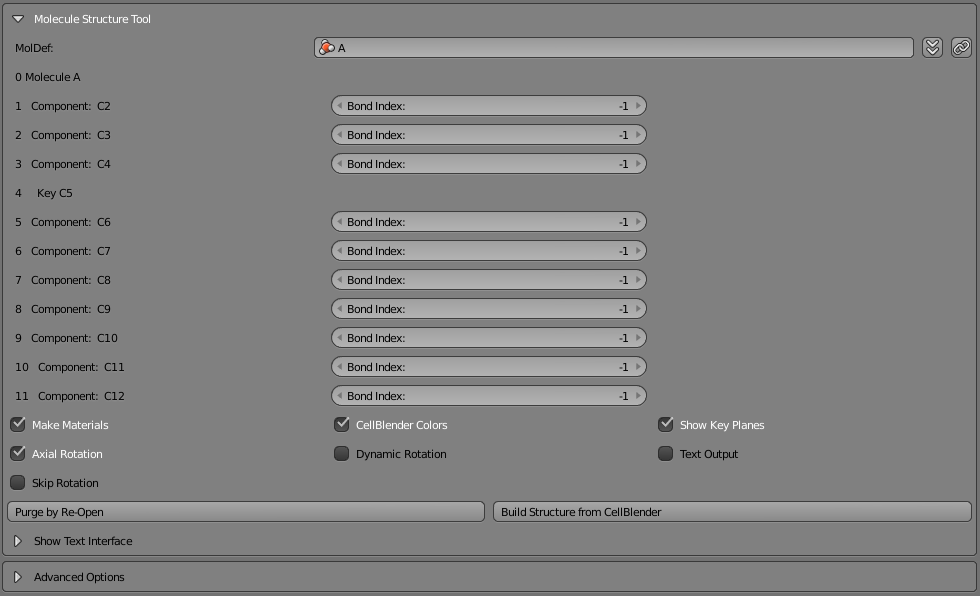 Molecule Structure Tool
MolDef: A
0 Molecule A
1 Component: C2 Bond Index: -1
2 Component: C3 Bond Index: -1
3 Component: C4 Bond Index: -1
4 Key C5
5 Component: C6 Bond Index: -1
6 Component: C7 Bond Index: -1
7 Component: C8 Bond Index: -1
8 Component: C9 Bond Index: -1
9 Component: C10 Bond Index: -1
10 Component: C11 Bond Index: -1
11 Component: C12 Bond Index: -1
Make Materials CellBlender Colors Show Key Planes
Axial Rotation Dynamic Rotation Text Output
Skip Rotation
Purge by Re-Open Build Structure from CellBlender
Show Text Interface
Advanced Options